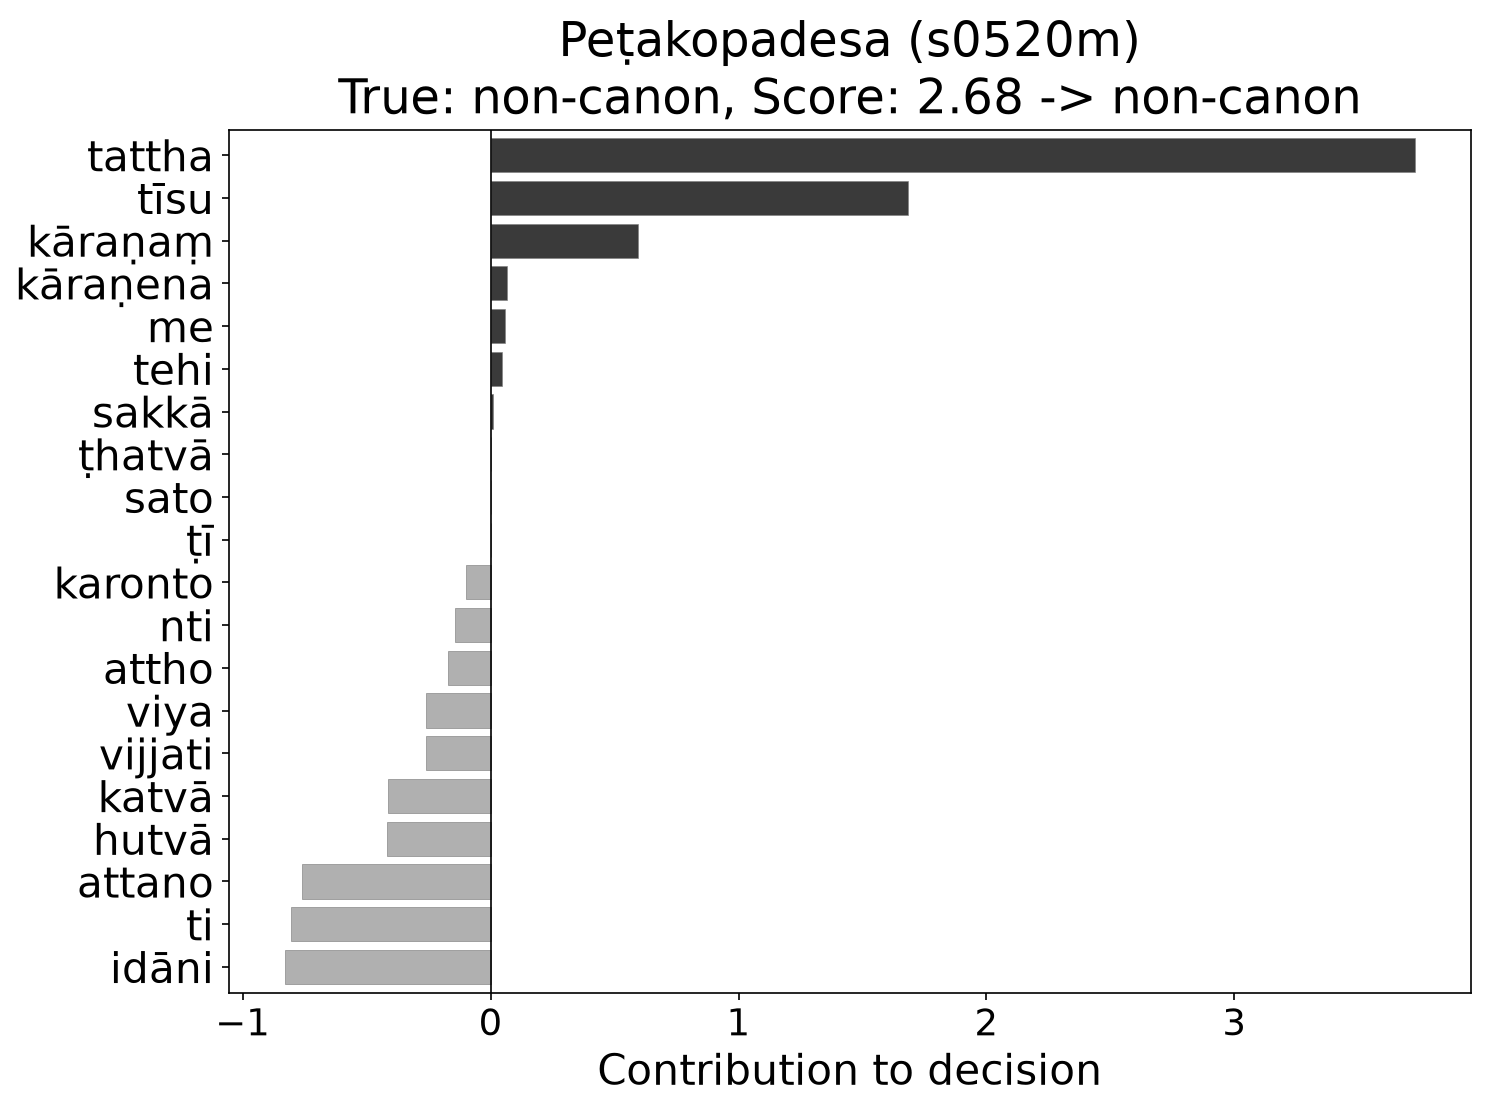 Peṭakopadesa (s0520m)
True: non-canon, Score: 2.68 -> non-canon
tattha
tīsu
kāraṇaṃ
kāraṇena
me
tehi
sakkā
ṭhatvā
sato
ṭī
karonto
nti
attho
viya
vijjati
katvā
hutvā
attano
ti
idāni
−1 0 1 2 3
Contribution to decision